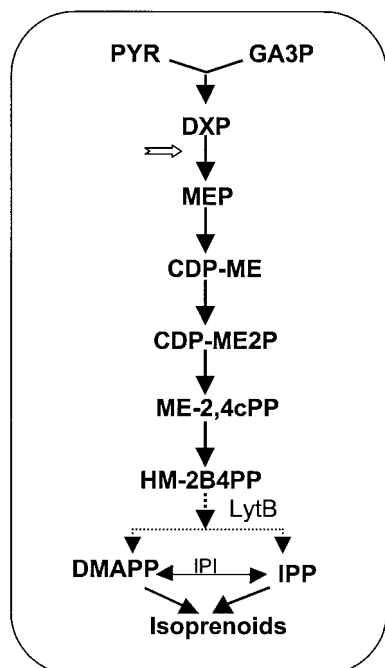 PYR GA3P
DXP
MEP
CDP-ME
CDP-ME2P
ME-2,4cPP
HM-2B4PP
LytB
DMAPP IPI IPP
Isoprenoids